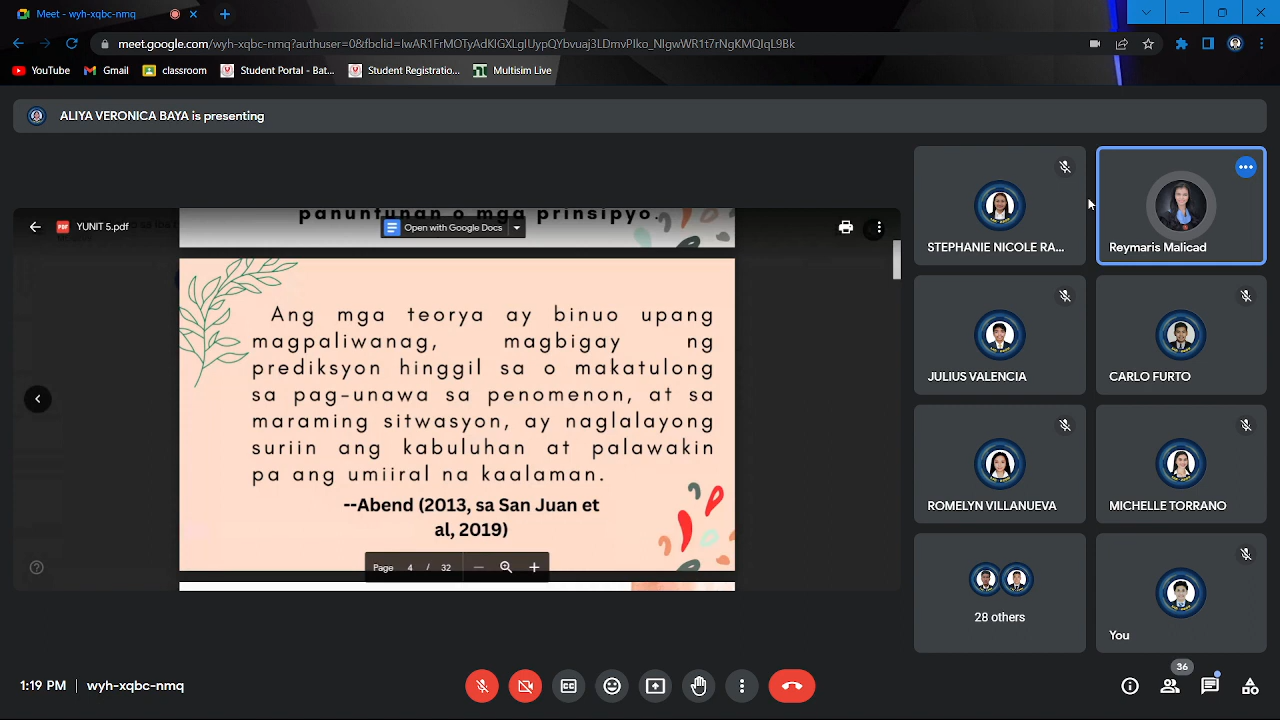 Meet - wyh-xqbc-nmq
meet.google.com/wyh-xqbc-nmq?authuser=0&fbclid=IwAR1FrMOTyAdKIGXLgIUypQYbvuaj3LDmvPIko_NIgwWR1t7rNgKMQIqL9Bk
YouTube
Gmail
classroom
Student Portal - Bat...
Student Registratio...
Multisim Live
ALIYA VERONICA BAYA is presenting
panuntunan o mga prinsipyo.
YUNIT 5.pdf
Open with Google Docs
Ang mga teorya ay binuo upang
magpaliwanag, magbigay ng
prediksyon hinggil sa o makatulong
sa pag-unawa sa penomenon, at sa
maraming sitwasyon, ay naglalayong
suriin ang kabuluhan at palawakin
pa ang umiiral na kaalaman.
--Abend (2013, sa San Juan et
al, 2019)
Page 4 / 32
STEPHANIE NICOLE RA...
Reymaris Malicad
JULIUS VALENCIA
CARLO FURTO
ROMELYN VILLANUEVA
MICHELLE TORRANO
28 others
You
1:19 PM
wyh-xqbc-nmq
36